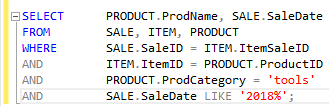 SELECT PRODUCT.ProdName, SALE.SaleDate
FROM SALE, ITEM, PRODUCT
WHERE SALE.SaleID = ITEM.ItemSaleID
AND ITEM.ItemID = PRODUCT.ProductID
AND PRODUCT.ProdCategory = 'tools'
AND SALE.SaleDate LIKE '2018%';